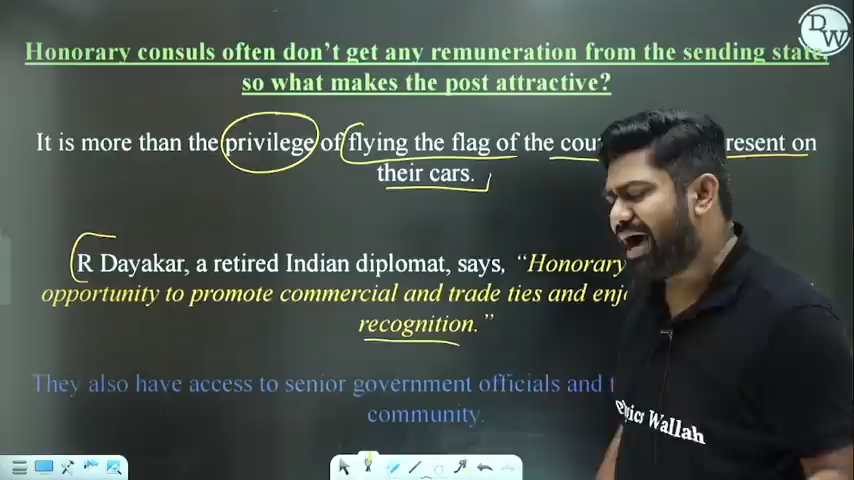 PW
Honorary consuls often don't get any remuneration from the sending state,
so what makes the post attractive?
It is more than the privilege of flying the flag of the resent on
their cars.
R Dayakar, a retired Indian diplomat, says, “Honorary
opportunity to promote commercial and trade ties and
recognition.”
They also have access to senior government officials and
community.
Wallah